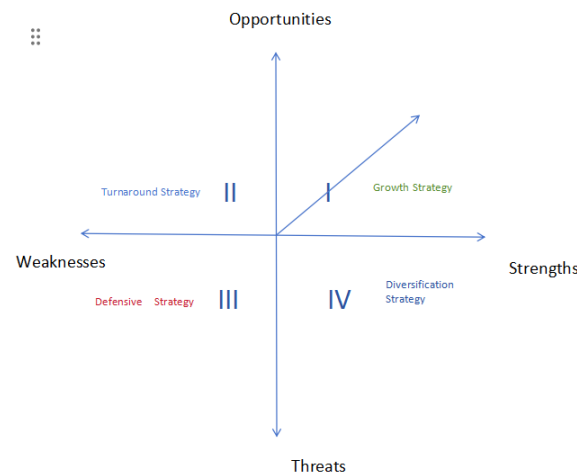 Opportunities
Turnaround Strategy
II
I
Growth Strategy
Weaknesses
Strengths
Defensive Strategy
III
IV
Diversification
Strategy
Threats